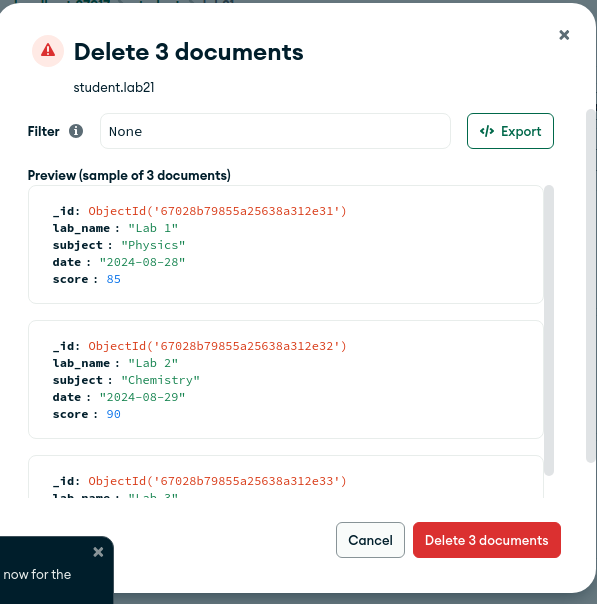 Delete 3 documents
student.lab21
Filter
None
Export
Preview (sample of 3 documents)
_id: ObjectId('67028b79855a25638a312e31')
lab_name : "Lab 1"
subject : "Physics"
date : "2024-08-28"
score : 85
_id: ObjectId('67028b79855a25638a312e32')
lab_name : "Lab 2"
subject : "Chemistry"
date : "2024-08-29"
score : 90
_id: ObjectId('67028b79855a25638a312e33')
lab_name : "Lab 3"
Cancel
Delete 3 documents
now for the